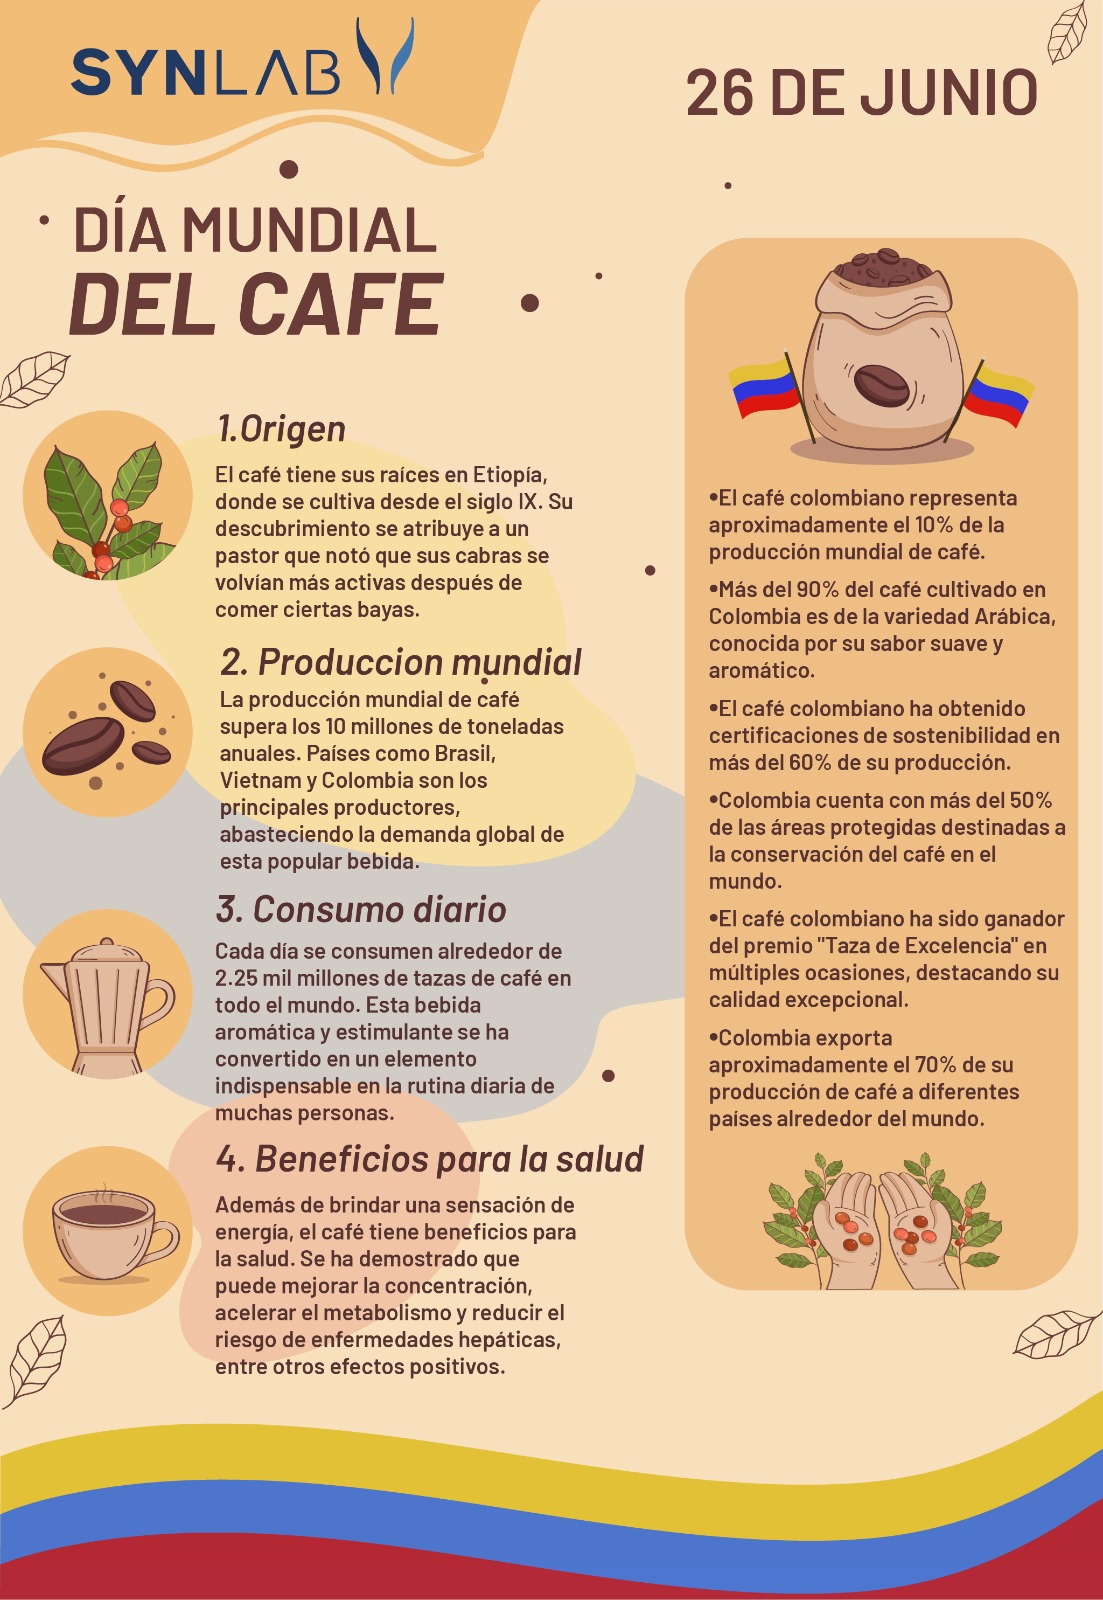 SYNLAB
26 DE JUNIO
DÍA MUNDIAL
DEL CAFE
1.Origen
El café tiene sus raíces en Etiopía,
donde se cultiva desde el siglo IX. Su
descubrimiento se atribuye a un
pastor que notó que sus cabras se
volvían más activas después de
comer ciertas bayas.
2. Produccion mundial
La producción mundial de café
supera los 10 millones de toneladas
anuales. Países como Brasil,
Vietnam y Colombia son los
principales productores,
abasteciendo la demanda global de
esta popular bebida.
3. Consumo diario
Cada día se consumen alrededor de
2.25 mil millones de tazas de café en
todo el mundo. Esta bebida
aromática y estimulante se ha
convertido en un elemento
indispensable en la rutina diaria de
muchas personas.
4. Beneficios para la salud
Además de brindar una sensación de
energía, el café tiene beneficios para
la salud. Se ha demostrado que
puede mejorar la concentración,
acelerar el metabolismo y reducir el
riesgo de enfermedades hepáticas,
entre otros efectos positivos.
•El café colombiano representa
aproximadamente el 10% de la
producción mundial de café.
•Más del 90% del café cultivado en
Colombia es de la variedad Arábica,
conocida por su sabor suave y
aromático.
•El café colombiano ha obtenido
certificaciones de sostenibilidad en
más del 60% de su producción.
•Colombia cuenta con más del 50%
de las áreas protegidas destinadas a
la conservación del café en el
mundo.
•El café colombiano ha sido ganador
del premio "Taza de Excelencia" en
múltiples ocasiones, destacando su
calidad excepcional.
•Colombia exporta
aproximadamente el 70% de su
producción de café a diferentes
países alrededor del mundo.